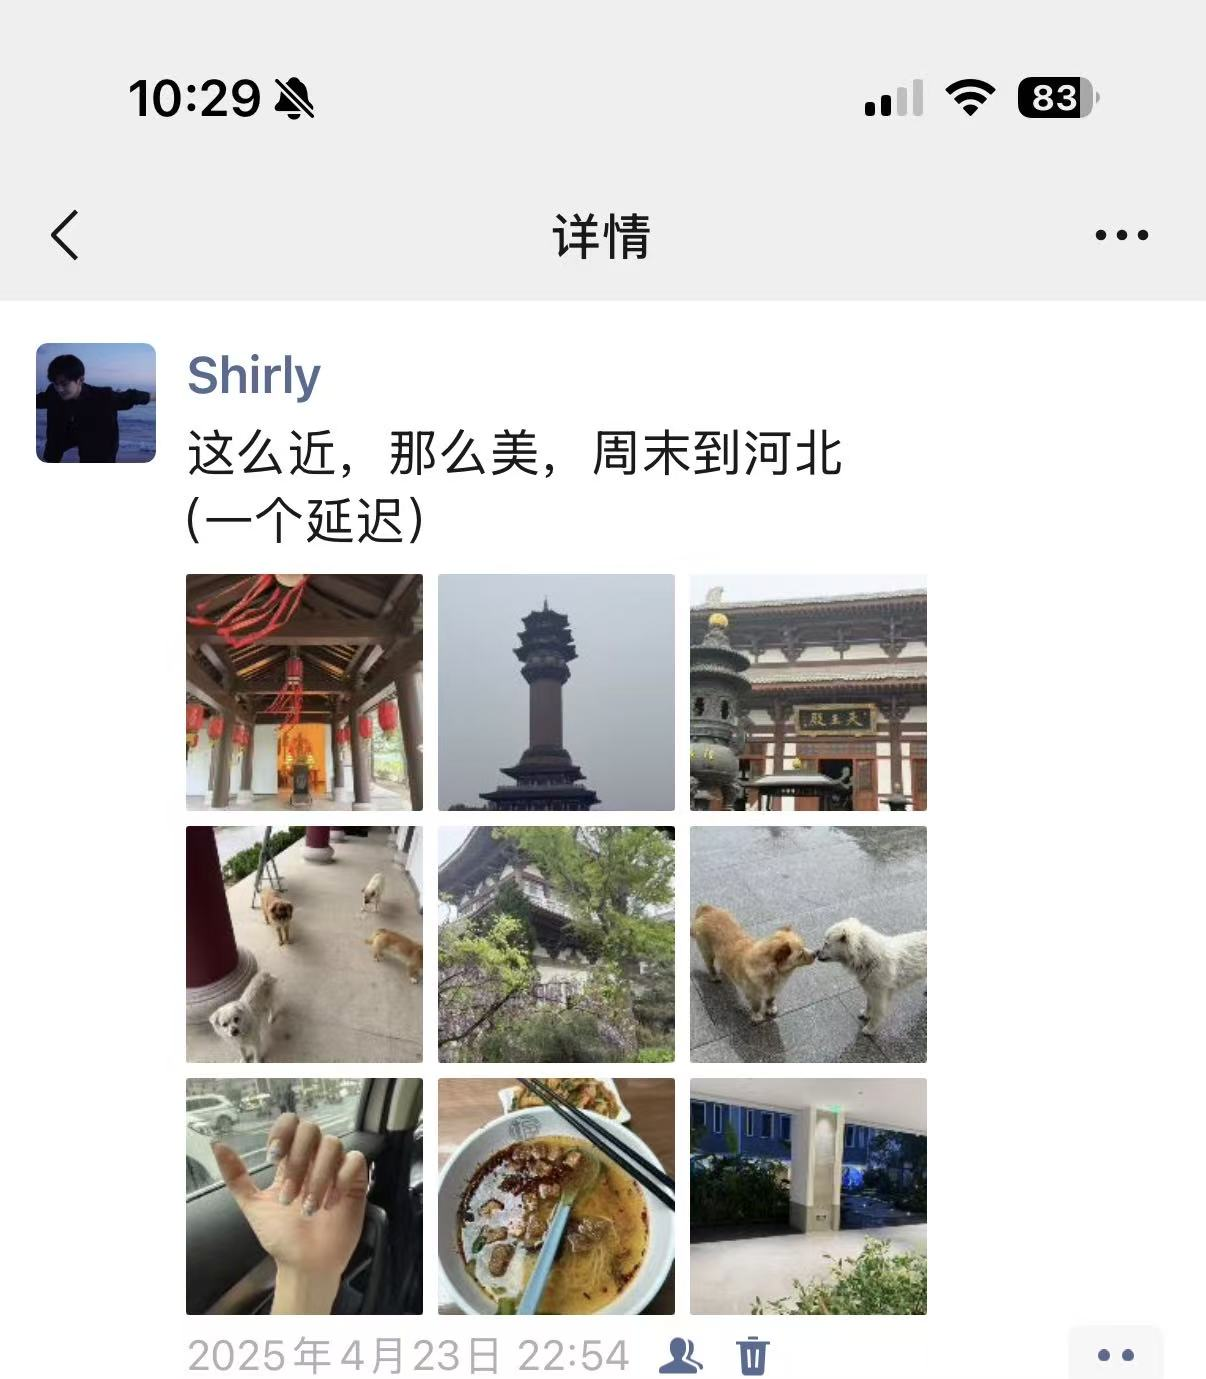 10:29
83
详情
Shirly
这么近，那么美，周末到河北
(一个延迟)
天王殿
福
2025年4月23日 22:54